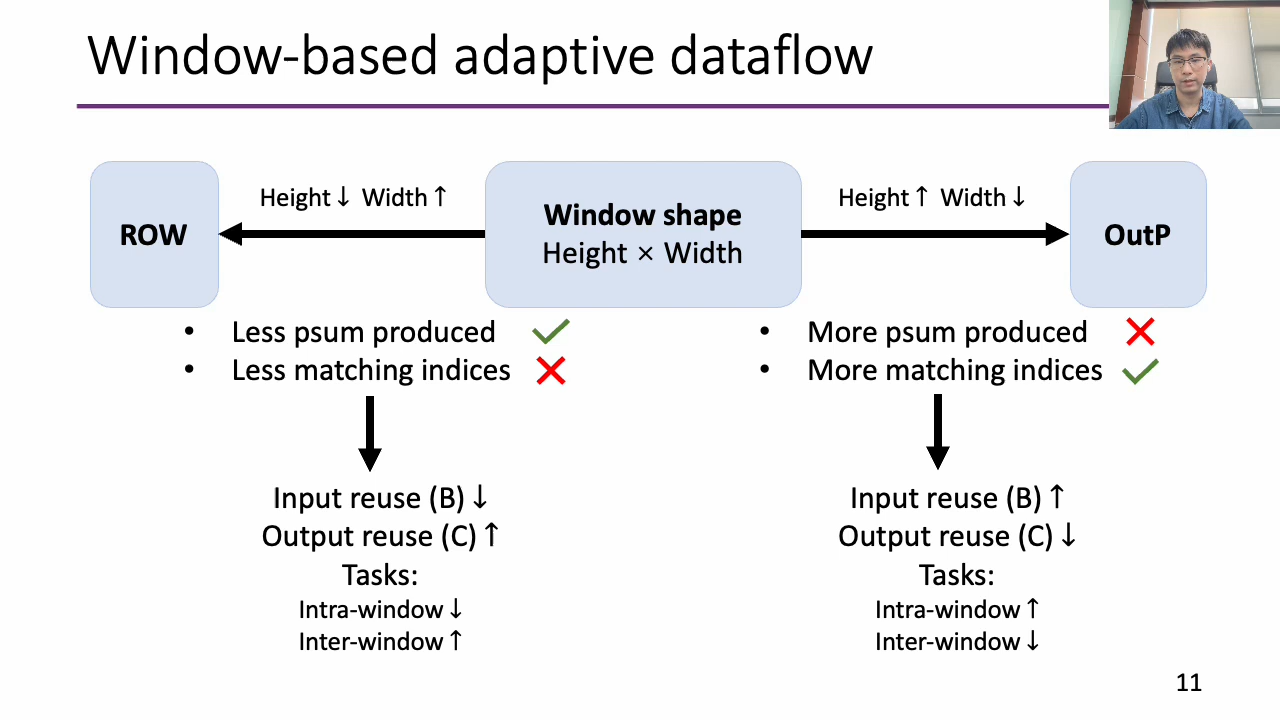 Window-based adaptive dataflow
ROW
Height↓ Width↑
Window shape
Height × Width
Height↑ Width↓
OutP
• Less psum produced
• Less matching indices
• More psum produced
• More matching indices
Input reuse (B)↓
Output reuse (C)↑
Tasks:
Intra-window↓
Inter-window↑
Input reuse (B)↑
Output reuse (C)↓
Tasks:
Intra-window↑
Inter-window↓
11